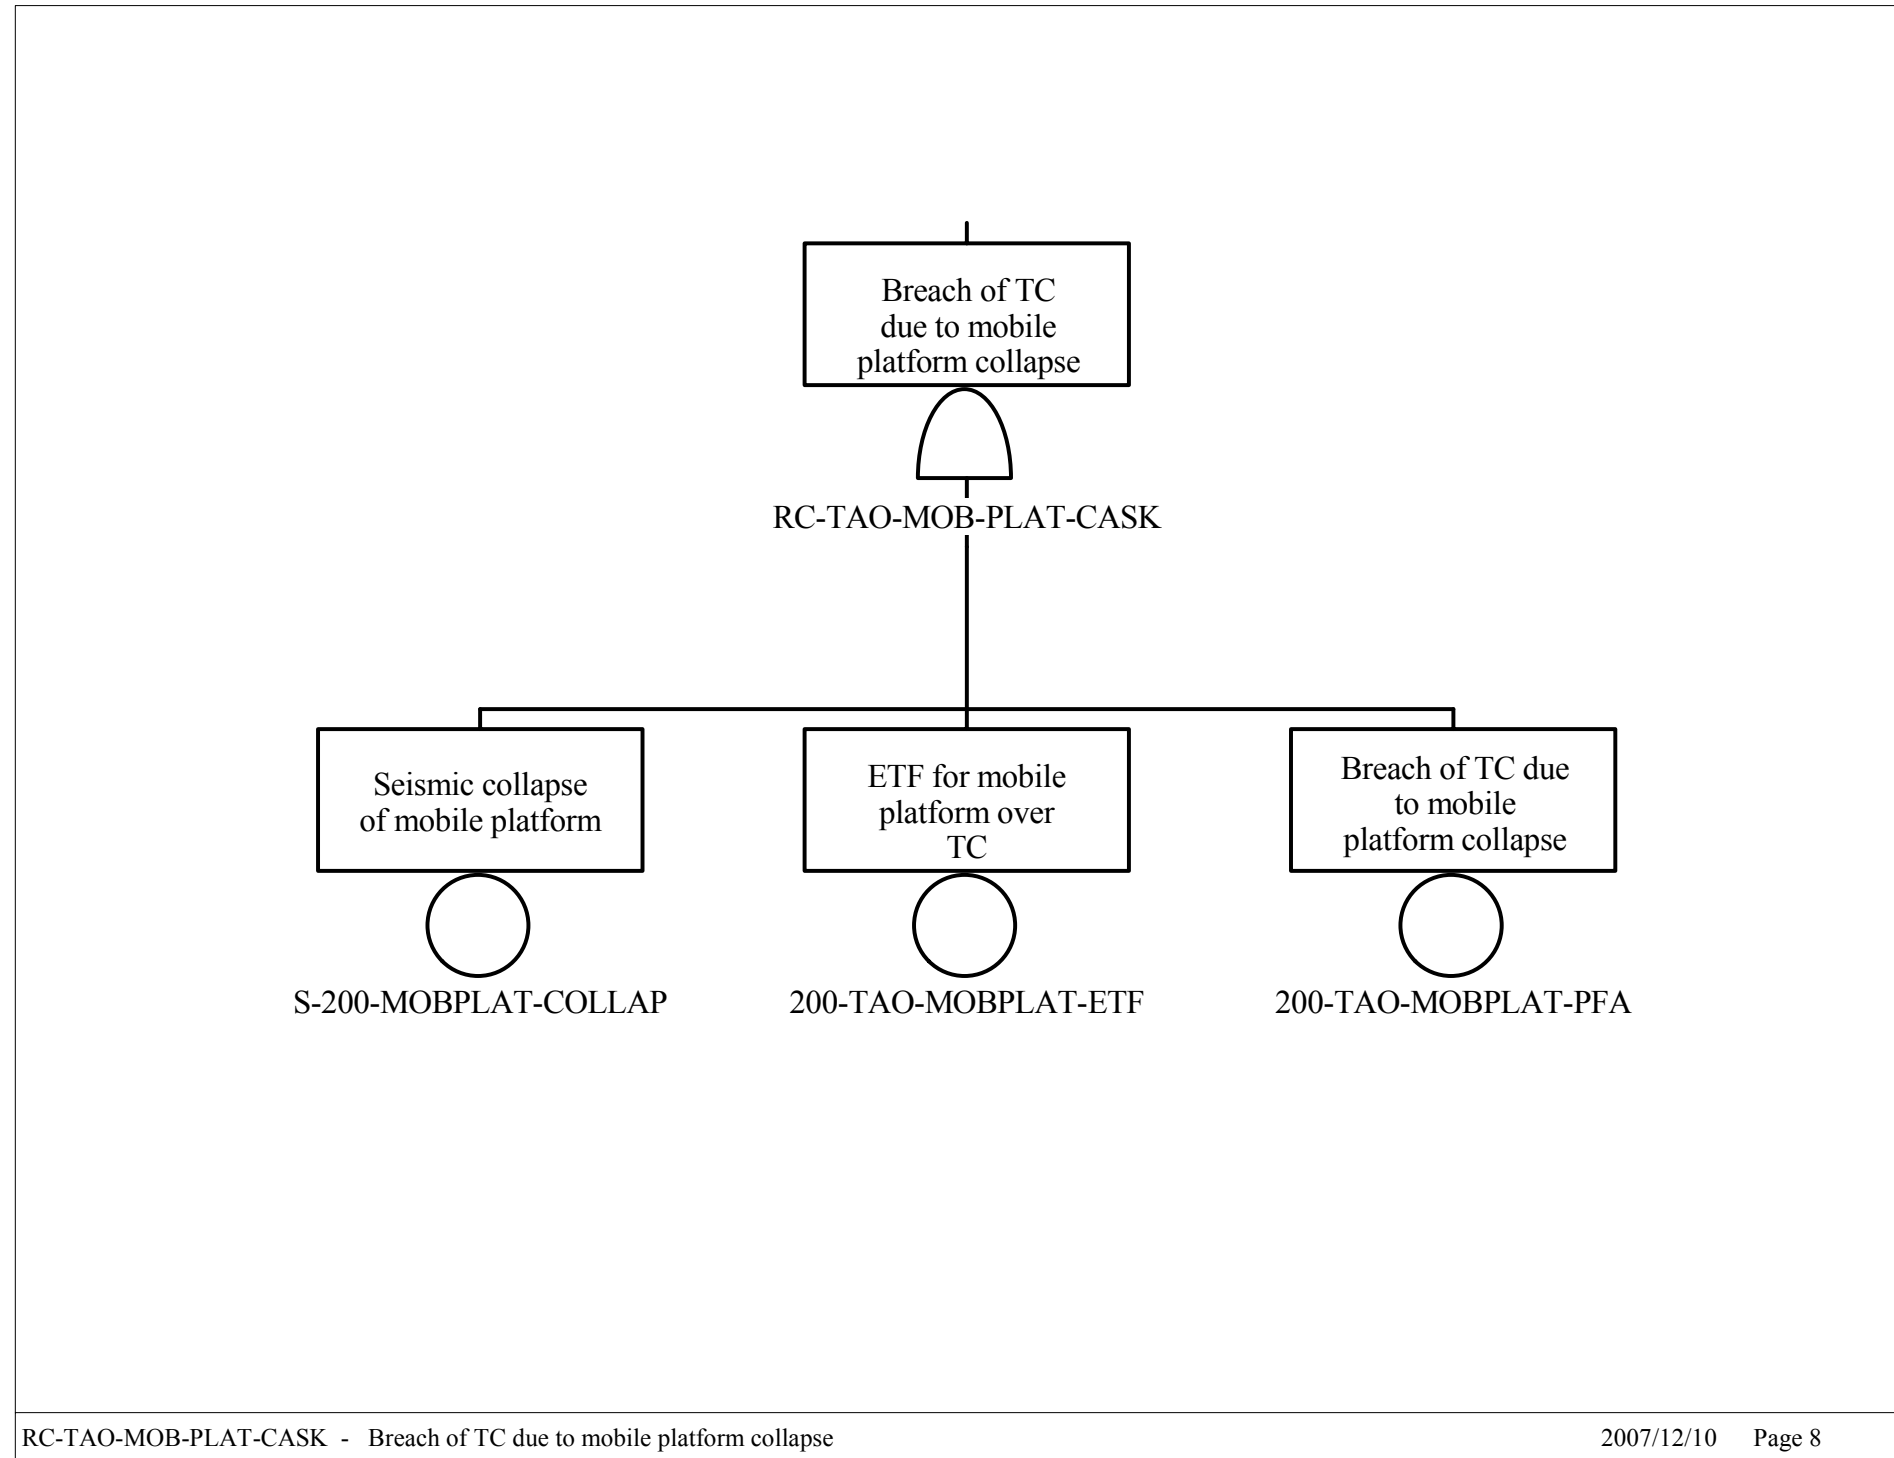 Breach of TC
due to mobile
platform collapse
RC-TAO-MOB-PLAT-CASK
Seismic collapse
of mobile platform
S-200-MOBPLAT-COLLAP
ETF for mobile
platform over
TC
200-TAO-MOBPLAT-ETF
Breach of TC due
to mobile
platform collapse
200-TAO-MOBPLAT-PFA
RC-TAO-MOB-PLAT-CASK - Breach of TC due to mobile platform collapse 2007/12/10 Page 8